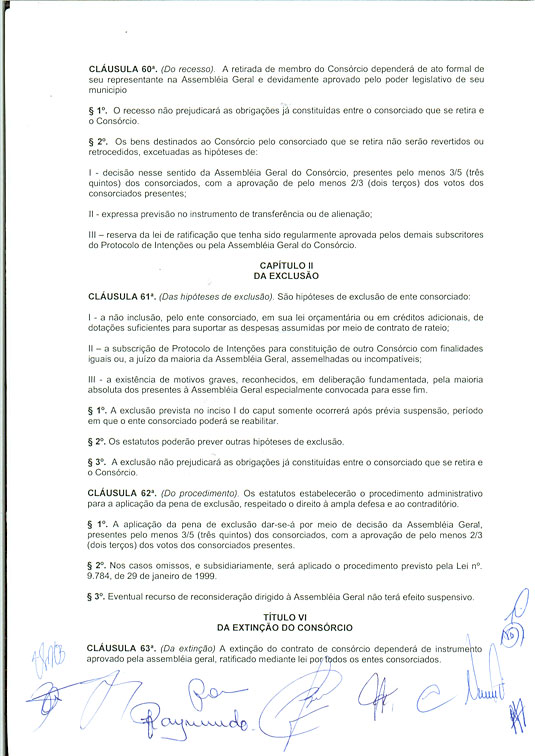 CLÁUSULA 60ª. (Do recesso). A retirada de membro do Consórcio dependerá de ato formal de
seu representante na Assembléia Geral e devidamente aprovado pelo poder legislativo de seu
município
§ 1º. O recesso não prejudicará as obrigações já constituídas entre o consorciado que se retira e
o Consórcio.
§ 2º. Os bens destinados ao Consórcio pelo consorciado que se retira não serão revertidos ou
retrocedidos, excetuadas as hipóteses de:
I - decisão nesse sentido da Assembléia Geral do Consórcio, presentes pelo menos 3/5 (três
quintos) dos consorciados, com a aprovação de pelo menos 2/3 (dois terços) dos votos dos
consorciados presentes;
II - expressa previsão no instrumento de transferência ou de alienação;
III – reserva da lei de ratificação que tenha sido regularmente aprovada pelos demais subscritores
do Protocolo de Intenções ou pela Assembléia Geral do Consórcio.
CAPÍTULO II
DA EXCLUSÃO
CLÁUSULA 61ª. (Das hipóteses de exclusão). São hipóteses de exclusão de ente consorciado:
I - a não inclusão, pelo ente consorciado, em sua lei orçamentária ou em créditos adicionais, de
dotações suficientes para suportar as despesas assumidas por meio de contrato de rateio;
II – a subscrição de Protocolo de Intenções para constituição de outro Consórcio com finalidades
iguais ou, a juízo da maioria da Assembléia Geral, assemelhadas ou incompatíveis;
III - a existência de motivos graves, reconhecidos, em deliberação fundamentada, pela maioria
absoluta dos presentes à Assembléia Geral especialmente convocada para esse fim.
§ 1º. A exclusão prevista no inciso I do caput somente ocorrerá após prévia suspensão, período
em que o ente consorciado poderá se reabilitar.
§ 2º. Os estatutos poderão prever outras hipóteses de exclusão.
§ 3º. A exclusão não prejudicará as obrigações já constituídas entre o consorciado que se retira e
o Consórcio.
CLÁUSULA 62ª. (Do procedimento). Os estatutos estabelecerão o procedimento administrativo
para a aplicação da pena de exclusão, respeitado o direito à ampla defesa e ao contraditório.
§ 1º. A aplicação da pena de exclusão dar-se-á por meio de decisão da Assembléia Geral,
presentes pelo menos 3/5 (três quintos) dos consorciados, com a aprovação de pelo menos 2/3
(dois terços) dos votos dos consorciados presentes.
§ 2º. Nos casos omissos, e subsidiariamente, será aplicado o procedimento previsto pela Lei nº.
9.784, de 29 de janeiro de 1999.
§ 3º. Eventual recurso de reconsideração dirigido à Assembléia Geral não terá efeito suspensivo.
TÍTULO VI
DA EXTINÇÃO DO CONSÓRCIO
CLÁUSULA 63ª. (Da extinção) A extinção do contrato de consórcio dependerá de instrumento
aprovado pela assembléia geral, ratificado mediante lei por todos os entes consorciados.
Raymundo